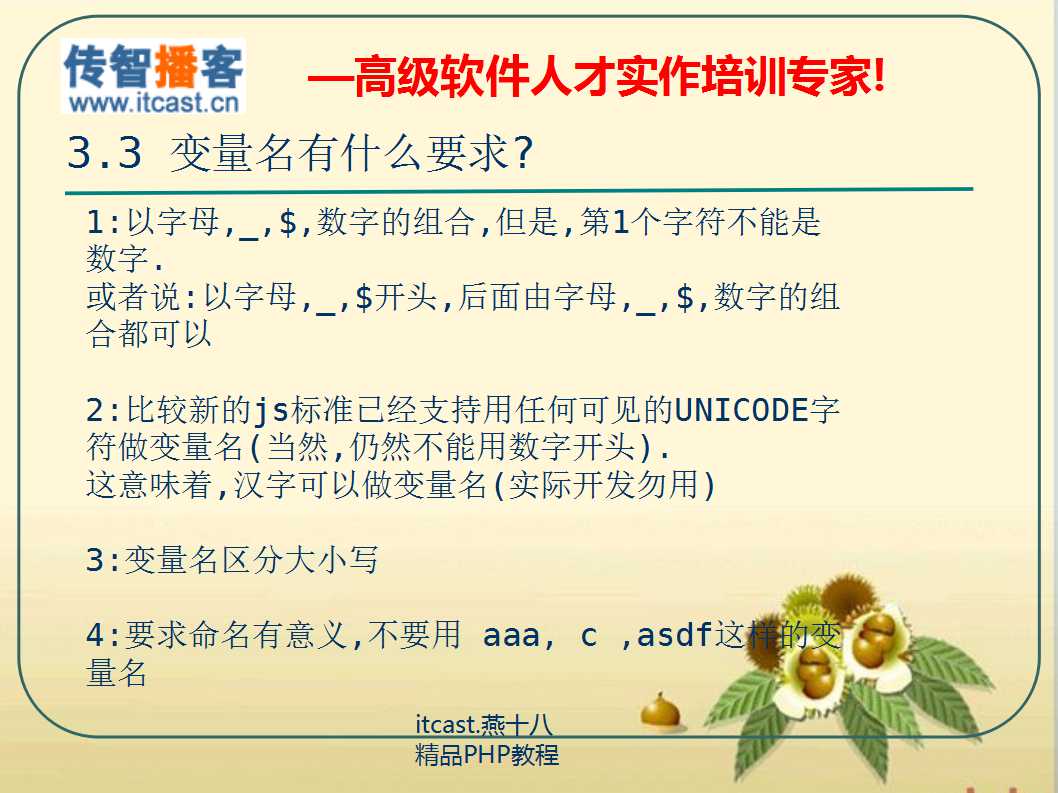 传智播客
www.itcast.cn
—高级软件人才实作培训专家!
3.3 变量名有什么要求?
1:以字母,_,$,数字的组合,但是,第1个字符不能是
数字.
或者说:以字母,_,$开头,后面由字母,_,$,数字的组
合都可以
2:比较新的js标准已经支持用任何可见的UNICODE字
符做变量名(当然,仍然不能用数字开头).
这意味着,汉字可以做变量名(实际开发勿用)
3:变量名区分大小写
4:要求命名有意义,不要用 aaa, c ,asdf这样的变
量名
itcast.燕十八
精品PHP教程